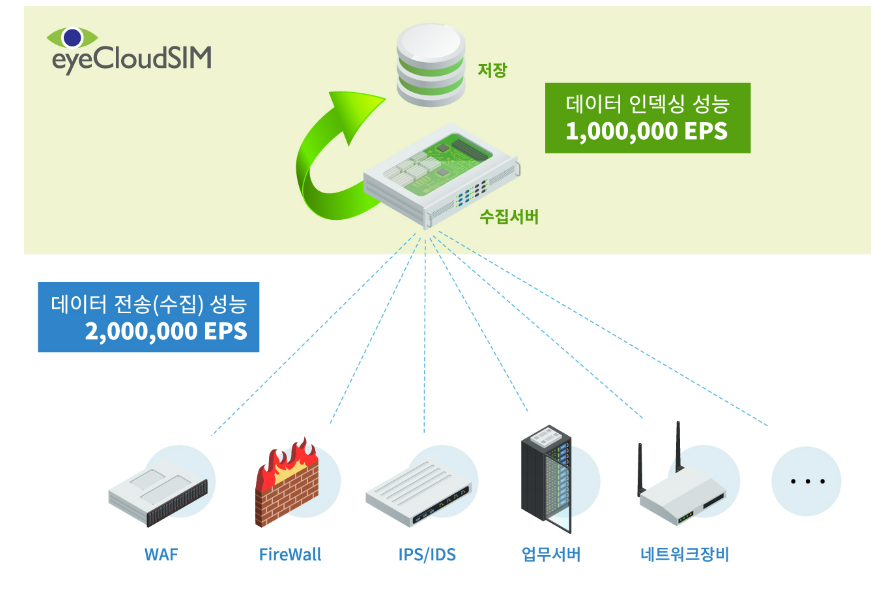 eyeCloudSIM
저장
데이터 인덱싱 성능
1,000,000 EPS
수집서버
데이터 전송(수집) 성능
2,000,000 EPS
WAF
FireWall
IPS/IDS
업무서버
네트워크장비